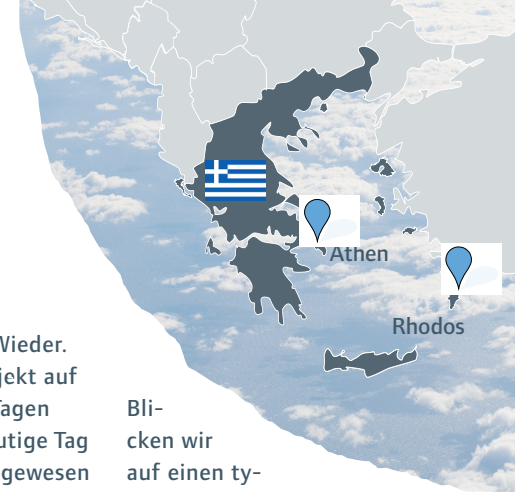 Athen
Rhodos
Wieder.
jekt auf
Tagen
utige Tag
gewesen
Bli-
cken wir
auf einen ty-